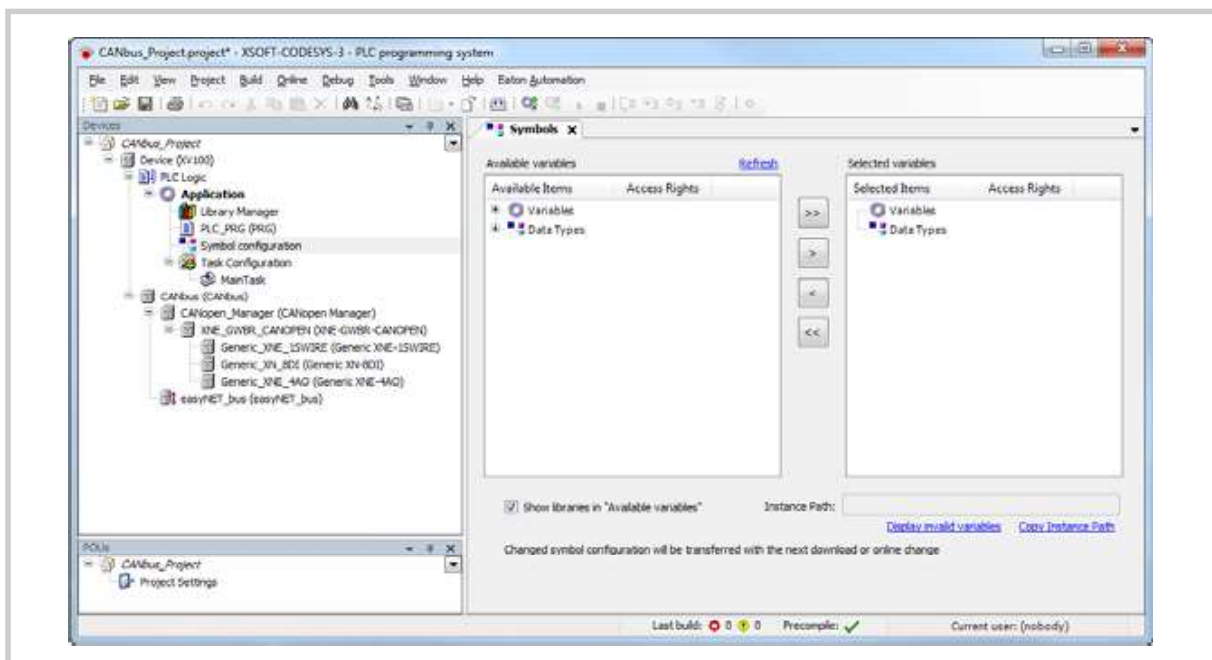 CANbus_Project.project* - XSOFT-CODESYS-3 - PLC programming system
File Edit View Project Build Online Debug Tools Window Help Eaton Automation
Devices
CANbus_Project
Device (XV100)
PLC Logic
Application
Library Manager
PLC_PRG (PRG)
Symbol configuration
Task Configuration
MainTask
CANbus (CANbus)
CANopen_Manager (CANopen Manager)
XNE_GWBR_CANOPEN (XNE-GWBR-CANOPEN)
Generic_XNE_1SWIRE (Generic XNE-1SWIRE)
Generic_XN_8DI (Generic XN-8DI)
Generic_XNE_4AO (Generic XNE-4AO)
easyNET_bus (easyNET_bus)
POUs
CANbus_Project
Project Settings
Symbols X
Available variables Refresh
Available Items Access Rights
Variables
Data Types
>>
>
<
<<
Selected variables
Selected Items Access Rights
Variables
Data Types
Show libraries in "Available variables"
Instance Path:
Display invalid variables Copy Instance Path
Changed symbol configuration will be transferred with the next download or online change
Last build: 0 0 Precompile: Current user: (nobody)